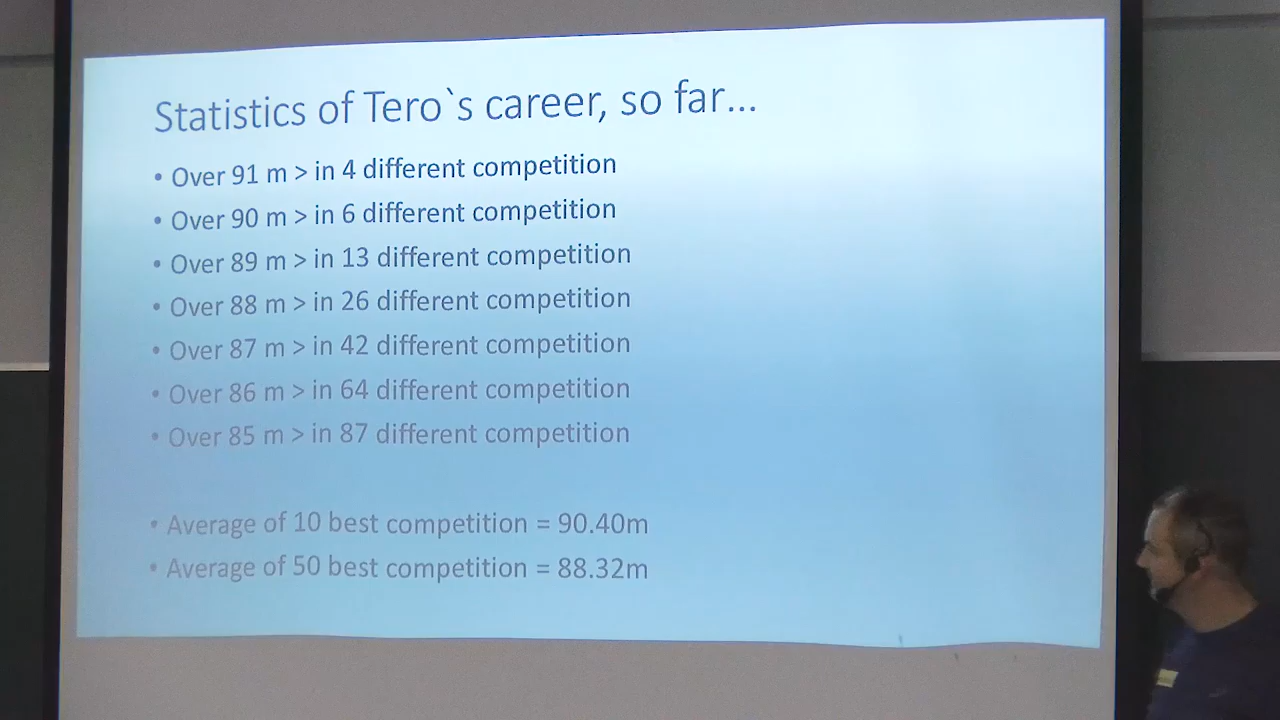 Statistics of Tero`s career, so far...
• Over 91 m > in 4 different competition
• Over 90 m > in 6 different competition
• Over 89 m > in 13 different competition
• Over 88 m > in 26 different competition
• Over 87 m > in 42 different competition
• Over 86 m > in 64 different competition
• Over 85 m > in 87 different competition
• Average of 10 best competition = 90.40m
• Average of 50 best competition = 88.32m